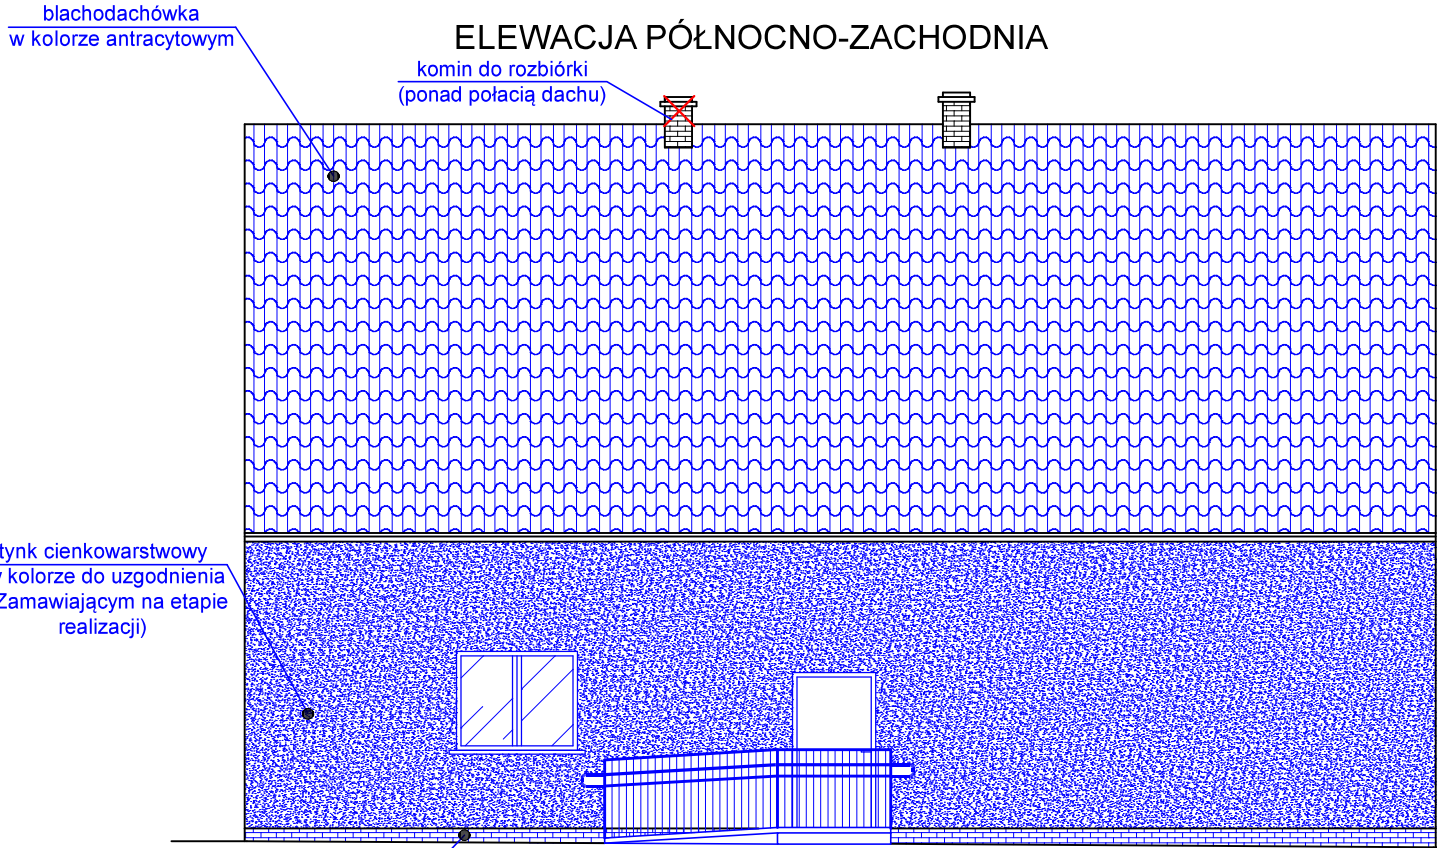 blachodachówka
w kolorze antracytowym
ELEWACJA PÓŁNOCNO-ZACHODNIA
komin do rozbiórki
(ponad połacią dachu)
tynk cienkowarstwowy
kolorze do uzgodnienia
Zamawiającym na etapie
realizacji)